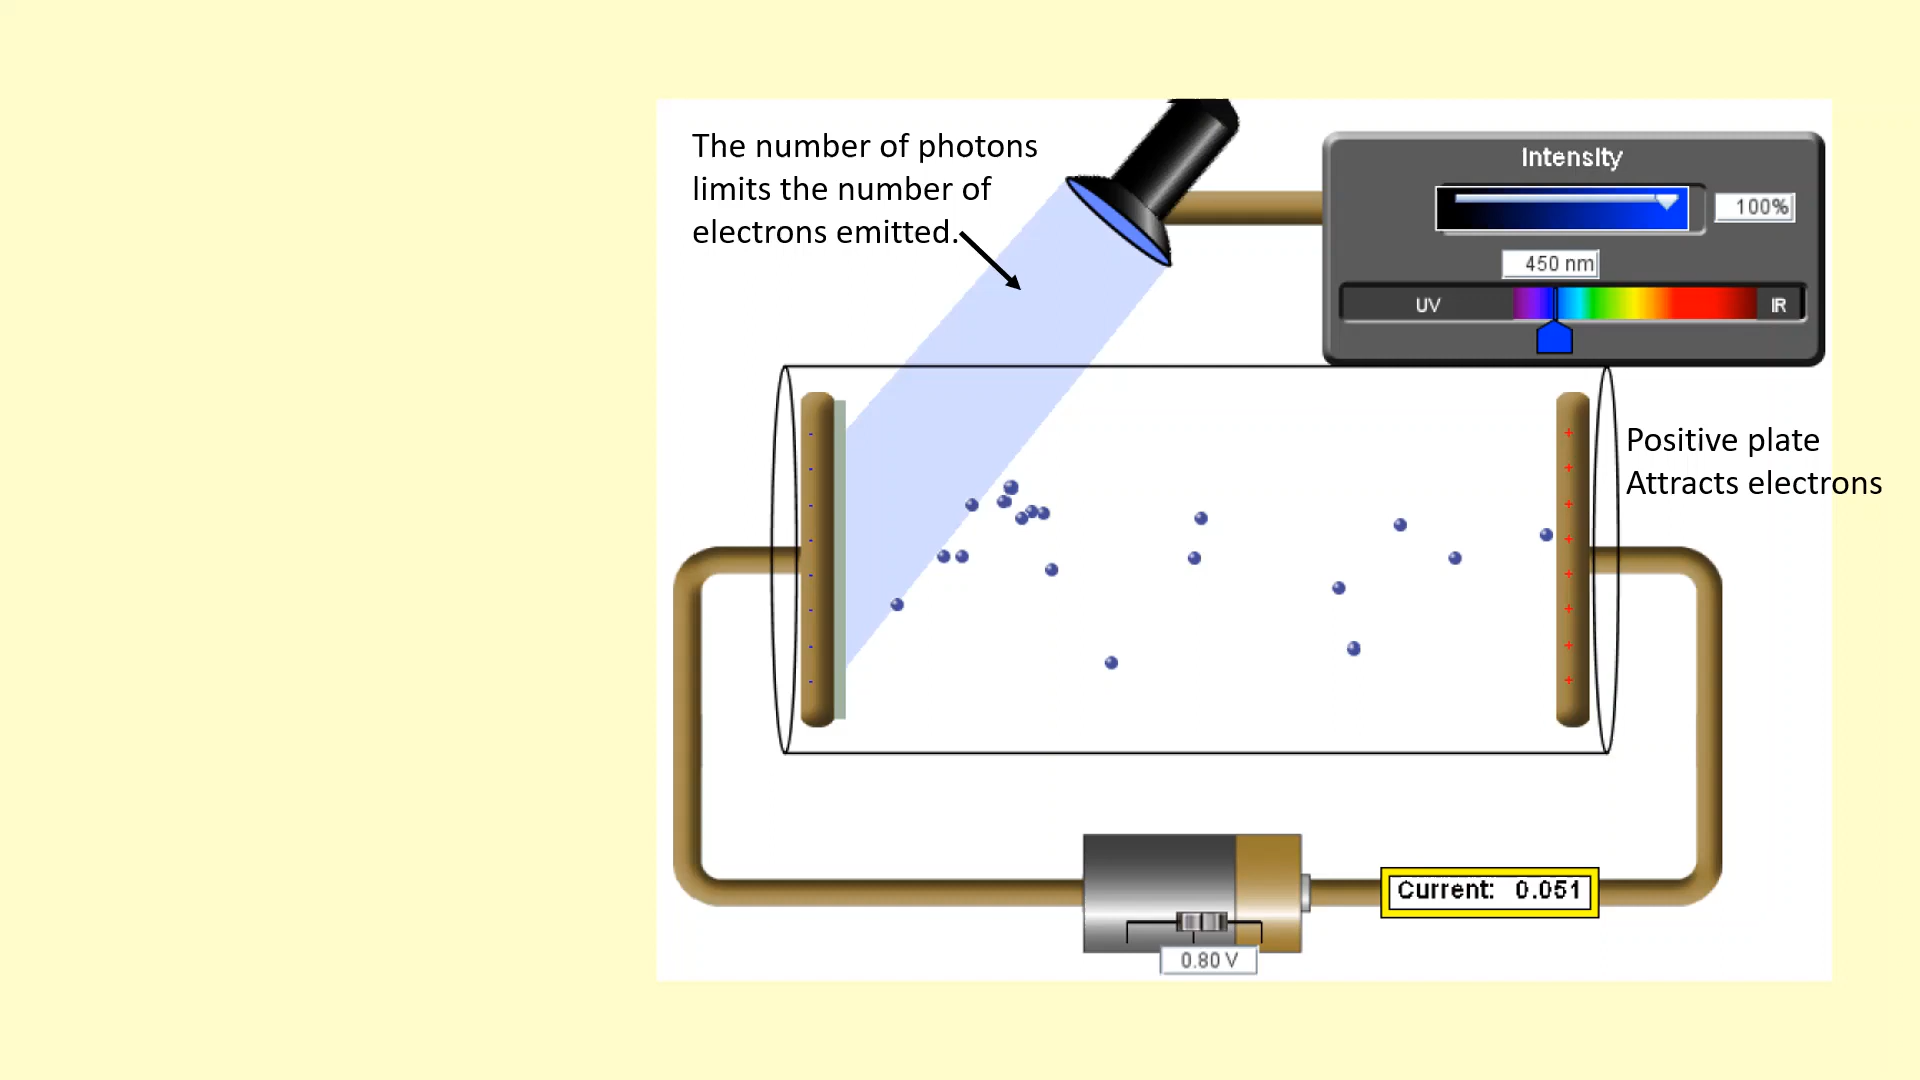 The number of photons
limits the number of
electrons emitted.
Intensity
100%
450 nm
UV
IR
Positive plate
Attracts electrons
- - - - - - - -
+ + + + + + + +
Current: 0.051
0.80 V